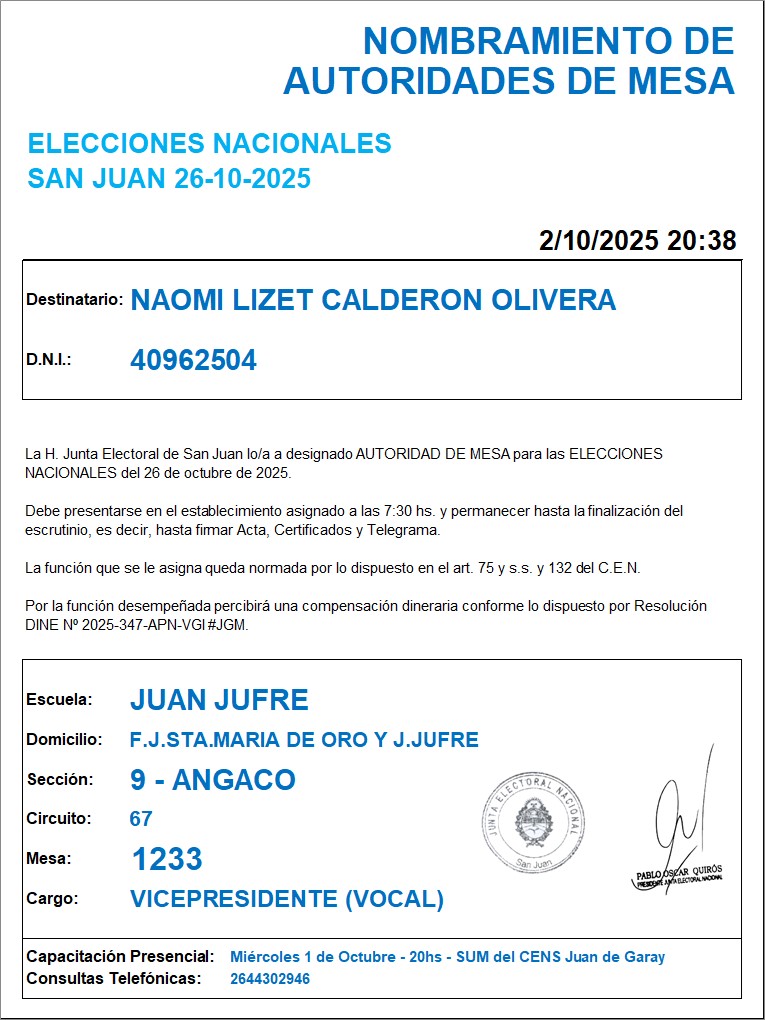 NOMBRAMIENTO DE
AUTORIDADES DE MESA
ELECCIONES NACIONALES
SAN JUAN 26-10-2025
2/10/2025 20:38
Destinatario: NAOMI LIZET CALDERON OLIVERA
D.N.I.: 40962504
La H. Junta Electoral de San Juan lo/a a designado AUTORIDAD DE MESA para las ELECCIONES
NACIONALES del 26 de octubre de 2025.
Debe presentarse en el establecimiento asignado a las 7:30 hs. y permanecer hasta la finalización del
escrutinio, es decir, hasta firmar Acta, Certificados y Telegrama.
La función que se le asigna queda normada por lo dispuesto en el art. 75 y s.s. y 132 del C.E.N.
Por la función desempeñada percibirá una compensación dineraria conforme lo dispuesto por Resolución
DINE Nº 2025-347-APN-VGI#JGM.
Escuela: JUAN JUFRE
Domicilio: F.J.STA.MARIA DE ORO Y J.JUFRE
Sección: 9 - ANGACO
Circuito: 67
Mesa: 1233
Cargo: VICEPRESIDENTE (VOCAL)
JUNTA ELECTORAL NACIONAL
San Juan
PABLO OSCAR QUIRÓS
PRESIDENTE JUNTA ELECTORAL NACIONAL
Capacitación Presencial: Miércoles 1 de Octubre - 20hs - SUM del CENS Juan de Garay
Consultas Telefónicas: 2644302946